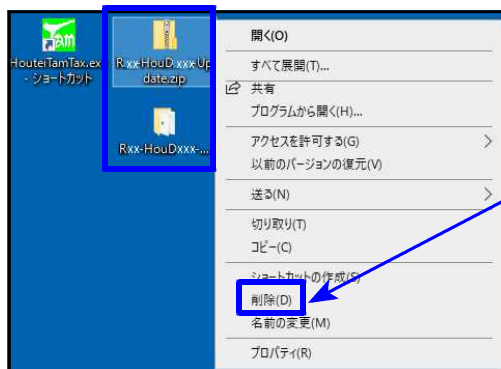 Tam
HouteiTamTax.ex
- ショートカット
Rxx-HouDxxx-Up
date.zip
Rxx-HouDxxx-...
開く(O)
すべて展開(T)...
共有
プログラムから開く(H)...
アクセスを許可する(G)
以前のバージョンの復元(V)
送る(N)
切り取り(T)
コピー(C)
ショートカットの作成(S)
削除(D)
名前の変更(M)
プロパティ(R)